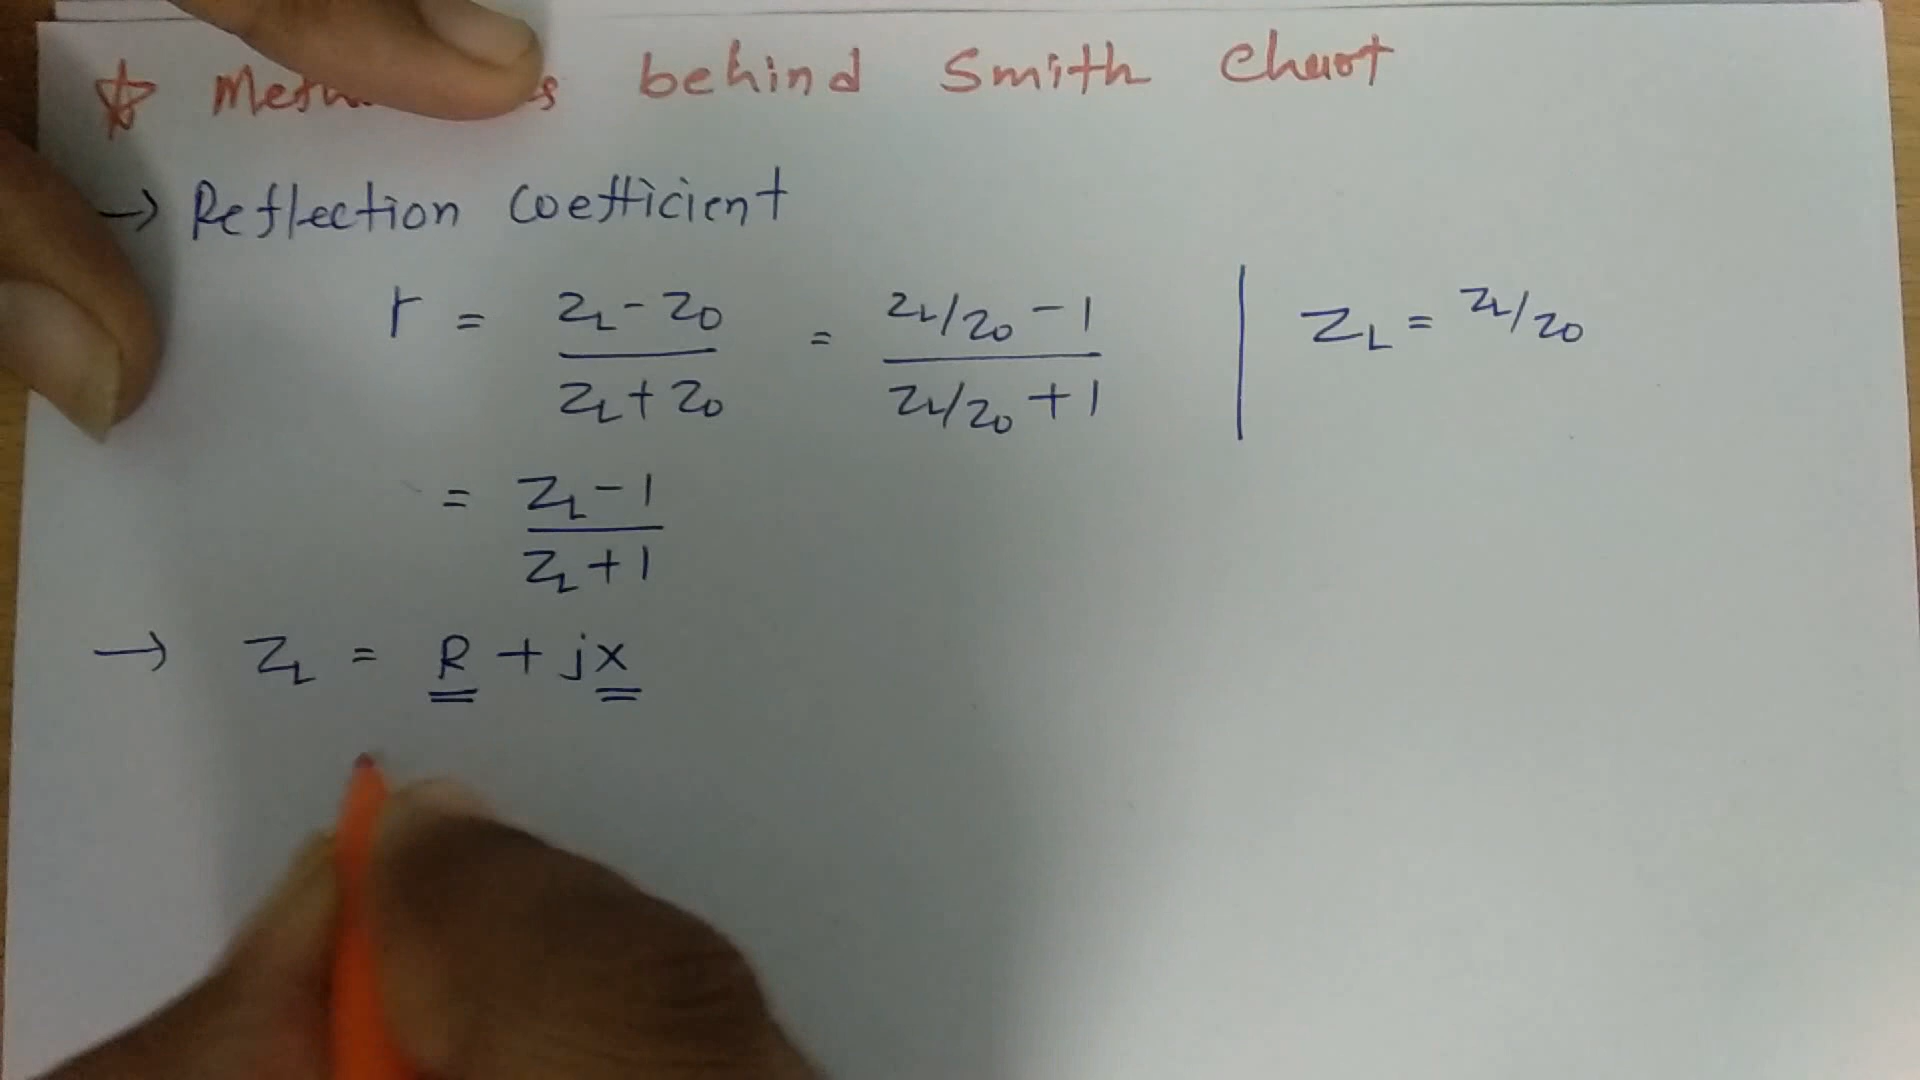 behind Smith Chart
→ Reflection coefficient
r = (ZL - Z0)/(ZL + Z0) = (ZL/Z0 - 1)/(ZL/Z0 + 1) | ZL = ZL/Z0
= (ZL - 1)/(ZL + 1)
→ ZL = R + jx